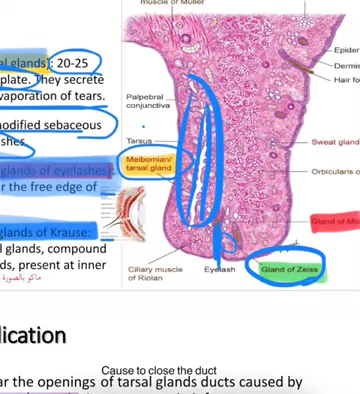 muscle of Müller
al glands): 20-25
plate. They secrete
vaporation of tears.
modified sebaceous
shes.
glands of eyelashes):
r the free edge of
glands of Krause:
l glands, compound
ds, present at inner
ماكو بالصورة
Epider
Dermis
Hair fo
Palpebral
conjunctiva
Tarsus
Sweat gland
Meibomian/
tarsal gland
Orbicularis o
Gland of Mo
Ciliary muscle
of Riolan
Eyelash
Gland of Zeiss
lication
Cause to close the duct
ar the openings of tarsal glands ducts caused by